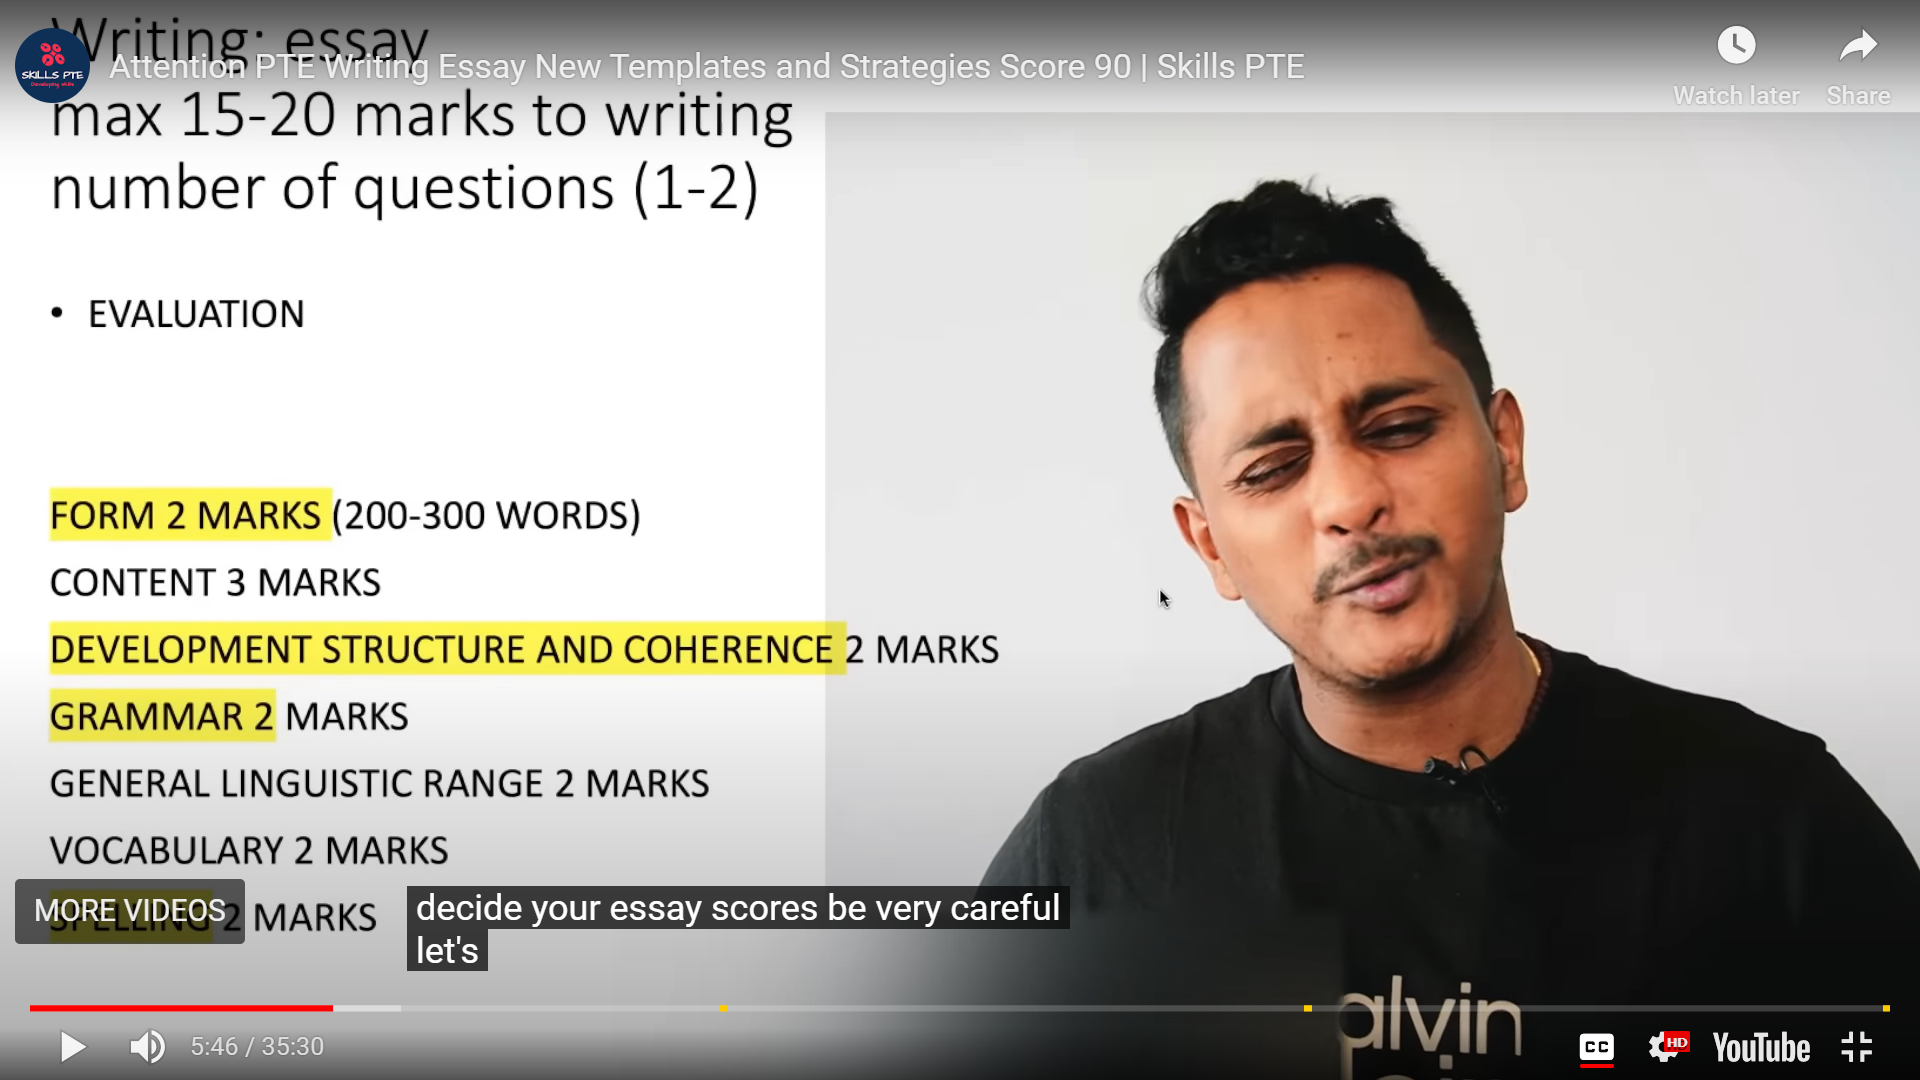 Writing: essay
SKILLS PTE
Developing skills
Attention PTE Writing Essay New Templates and Strategies Score 90 | Skills PTE
Watch later
Share
max 15-20 marks to writing
number of questions (1-2)
• EVALUATION
FORM 2 MARKS (200-300 WORDS)
CONTENT 3 MARKS
DEVELOPMENT STRUCTURE AND COHERENCE 2 MARKS
GRAMMAR 2 MARKS
GENERAL LINGUISTIC RANGE 2 MARKS
VOCABULARY 2 MARKS
MORE VIDEOS
SPELLING 2 MARKS
decide your essay scores be very careful
let's
alvin
5:46 / 35:30
CC
HD
YouTube